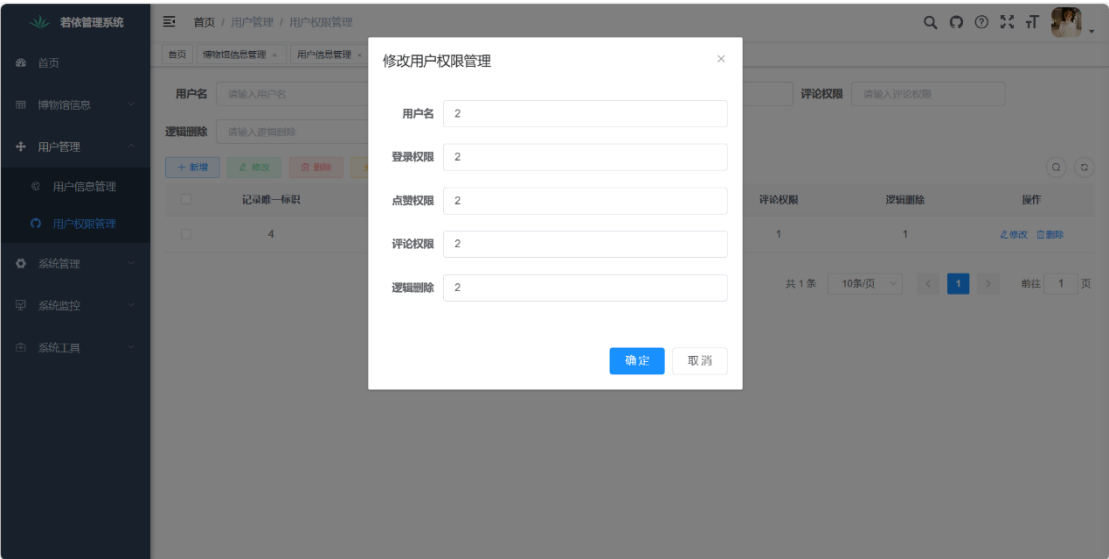 若依管理系统
首页 / 用户管理 / 用户权限管理
首页
博物馆信息管理 ×
用户信息管理 ×
首页
博物馆信息
用户管理
用户信息管理
用户权限管理
系统管理
系统监控
系统工具
用户名 请输入用户名
评论权限 请输入评论权限
逻辑删除 请输入逻辑删除
+ 新增
修改
删除
记录唯一标识
评论权限
逻辑删除
操作
4
1
1
修改
删除
共 1 条
10条/页
< 1 >
前往 1 页
修改用户权限管理 ×
用户名 2
登录权限 2
点赞权限 2
评论权限 2
逻辑删除 2
确 定
取 消